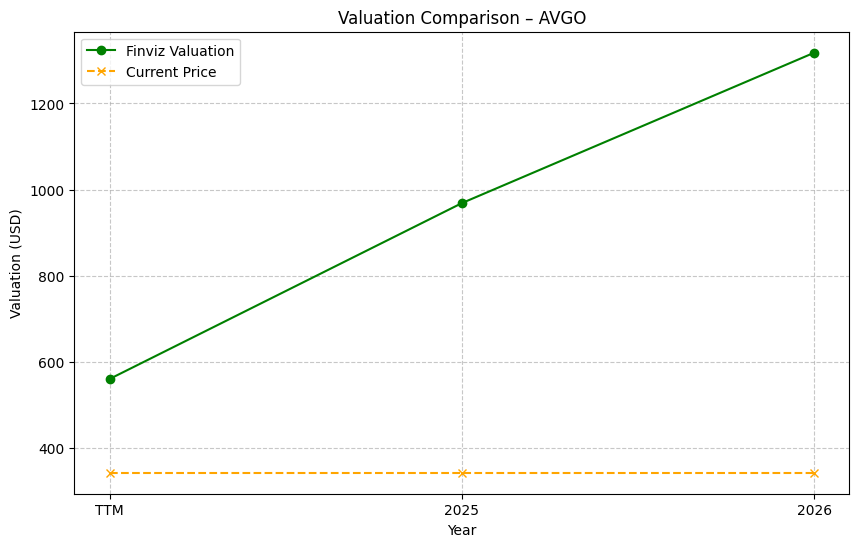 Valuation Comparison – AVGO
Finviz Valuation
Current Price
Valuation (USD)
1200
1000
800
600
400
TTM
2025
2026
Year